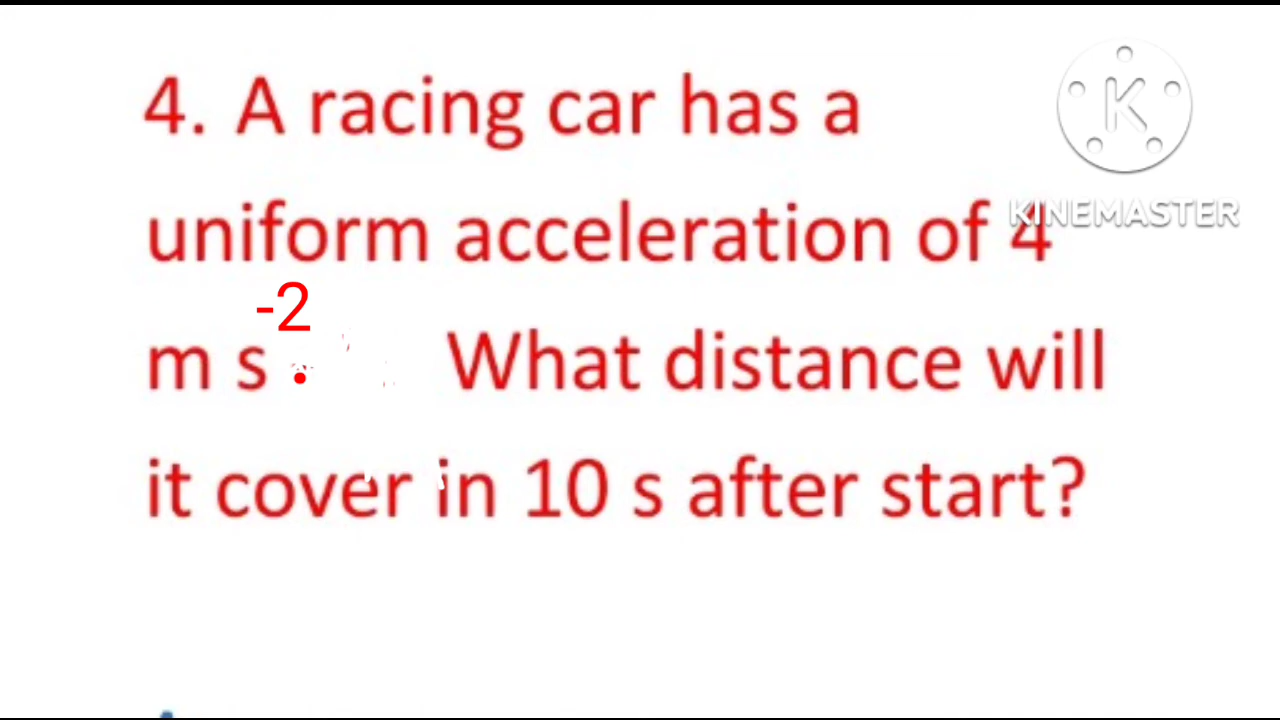 4. A racing car has a
K
KINEMASTER
uniform acceleration of 4
m s-2. What distance will
it cover in 10 s after start?